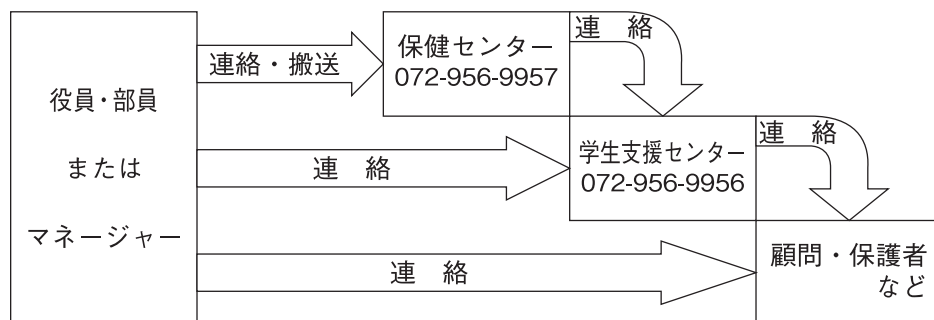 役員・部員
または
マネージャー
連絡・搬送
保健センター
072-956-9957
連　絡
連　絡
学生支援センター
072-956-9956
連　絡
連　絡
顧問・保護者
など